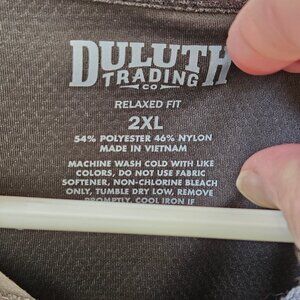 DULUTH
TRADING
CO
RELAXED FIT
2XL
54% POLYESTER 46% NYLON
MADE IN VIETNAM
MACHINE WASH COLD WITH LIKE
COLORS, DO NOT USE FABRIC
SOFTENER, NON-CHLORINE BLEACH
ONLY, TUMBLE DRY LOW, REMOVE
PROMPTLY, COOL IRON IF